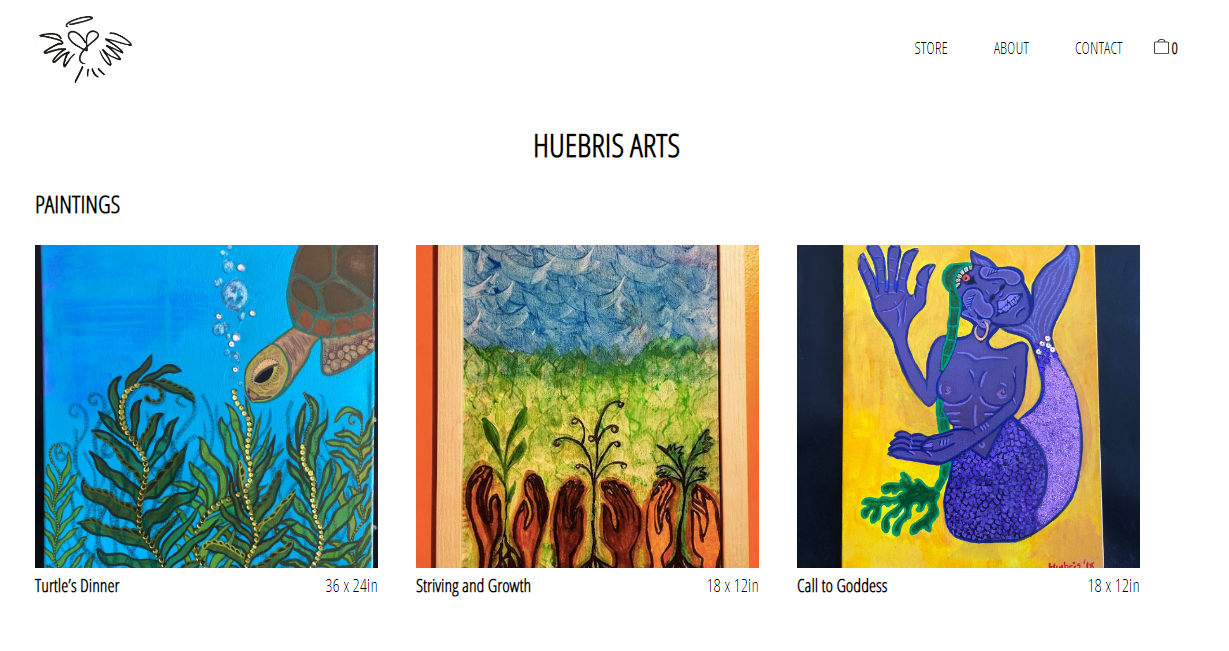 STORE ABOUT CONTACT 0
HUEBRIS ARTS
PAINTINGS
Huebris '18
Turtle's Dinner 36 x 24in Striving and Growth 18 x 12in Call to Goddess 18 x 12in